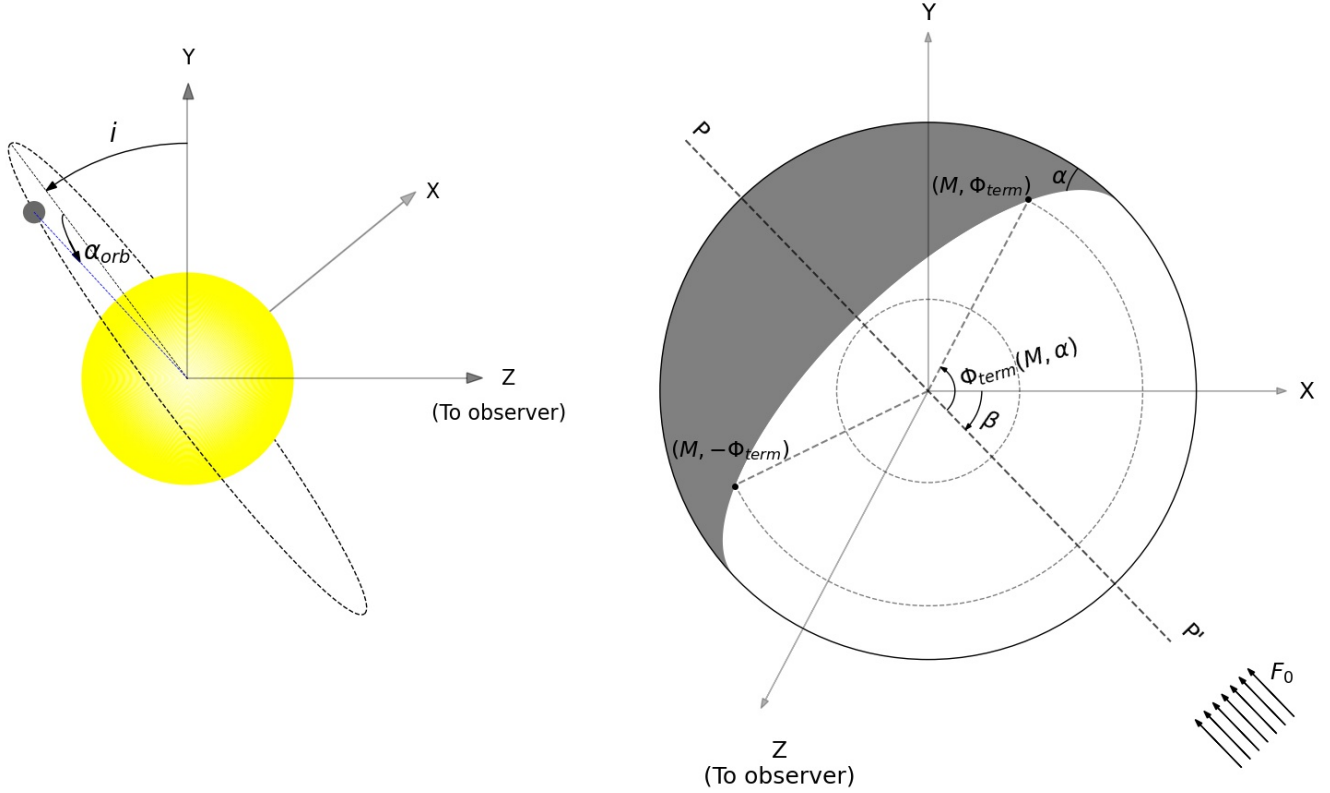 Y
i
X
α_orb
Z
(To observer)
Y
P
α
(M, Φ_term)
Φ_term(M, α)
X
β
(M, −Φ_term)
P'
F_0
Z
(To observer)